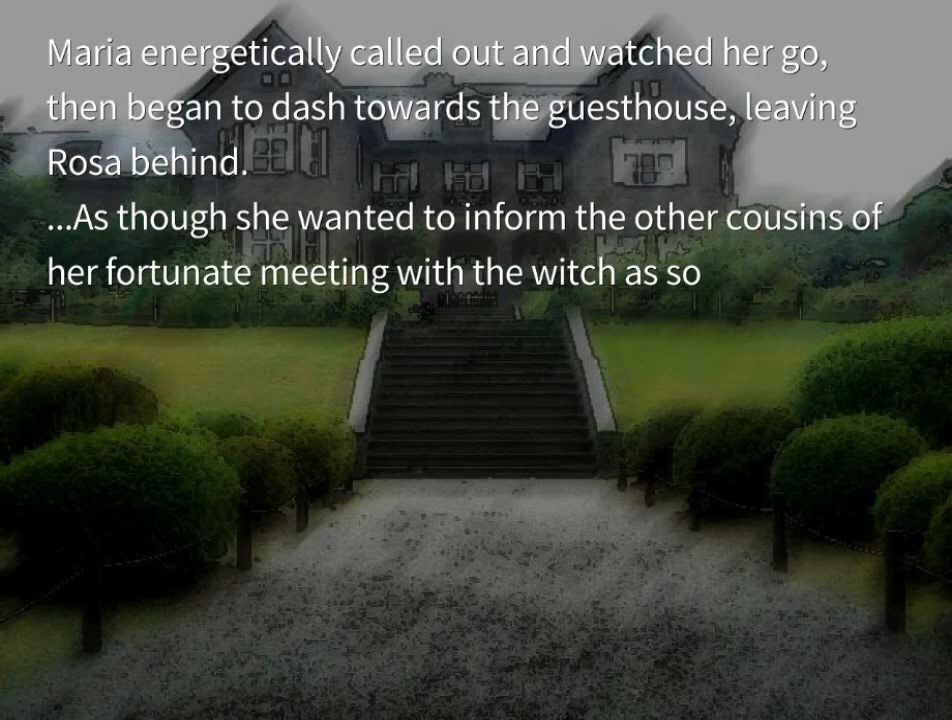 Maria energetically called out and watched her go,
then began to dash towards the guesthouse, leaving
Rosa behind.
...As though she wanted to inform the other cousins of
her fortunate meeting with the witch as so